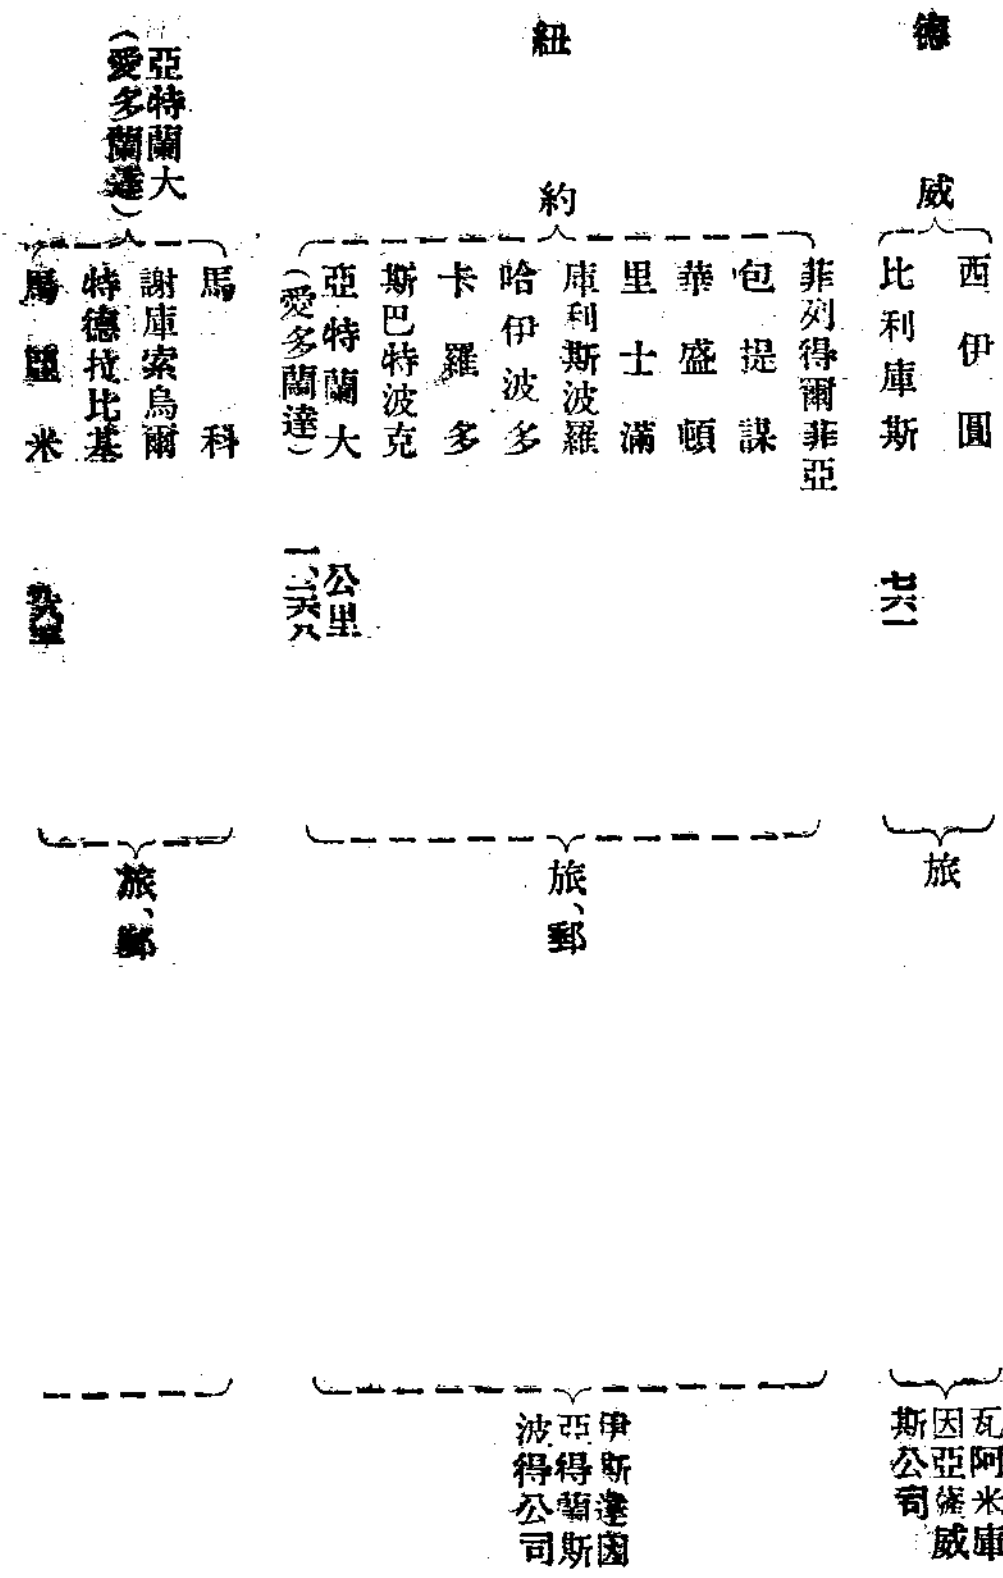 德威
西伊圓
比利庫斯
七六一
旅
瓦阿米庫
因亞薩威
斯公司
紐約
菲列得爾菲亞
包提謀
華盛頓
里士滿
庫利斯波羅
哈伊波多
卡羅多
斯巴特波克
亞特蘭大
(愛多蘭達)
公里
一、二六八
旅、郵
伊斯達因
亞得蘭斯
波得公司
亞特蘭大
(愛多蘭達)
馬科
謝庫索烏爾
特德拉比基
米
旅、郵